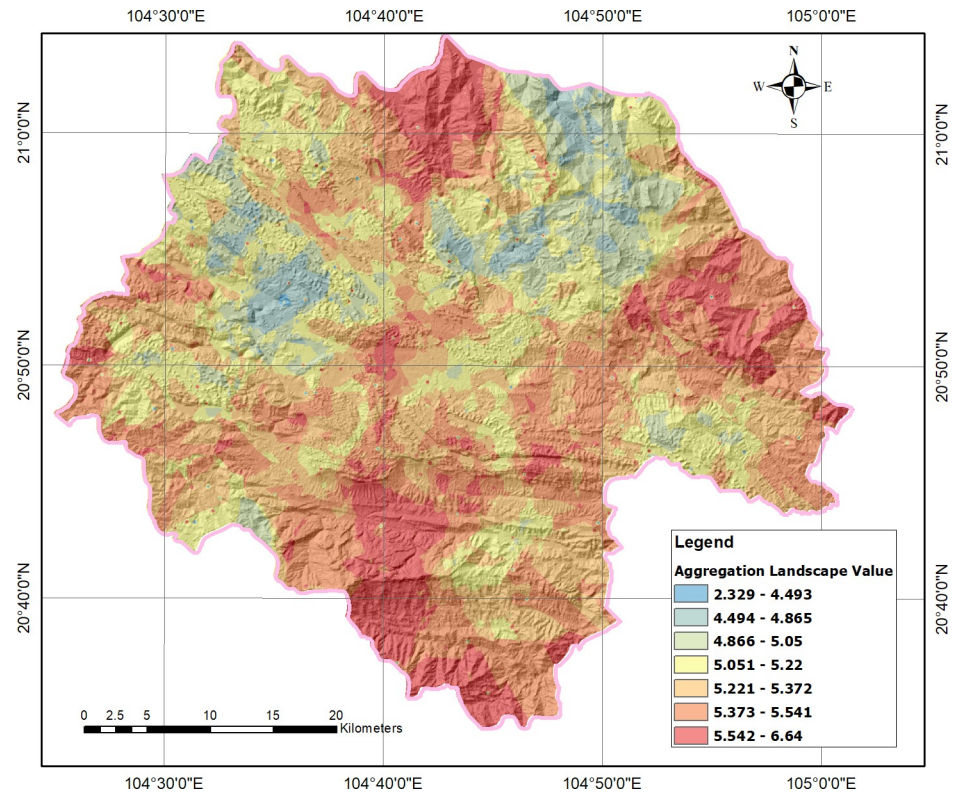 104°30'0"E 104°40'0"E 104°50'0"E 105°0'0"E
N
W E
S
21°0'0"N 21°0'0"N
20°50'0"N 20°50'0"N
20°40'0"N 20°40'0"N
Legend
Aggregation Landscape Value
2.329 - 4.493
4.494 - 4.865
4.866 - 5.05
5.051 - 5.22
5.221 - 5.372
5.373 - 5.541
5.542 - 6.64
0 2.5 5 10 15 20
Kilometers
104°30'0"E 104°40'0"E 104°50'0"E 105°0'0"E